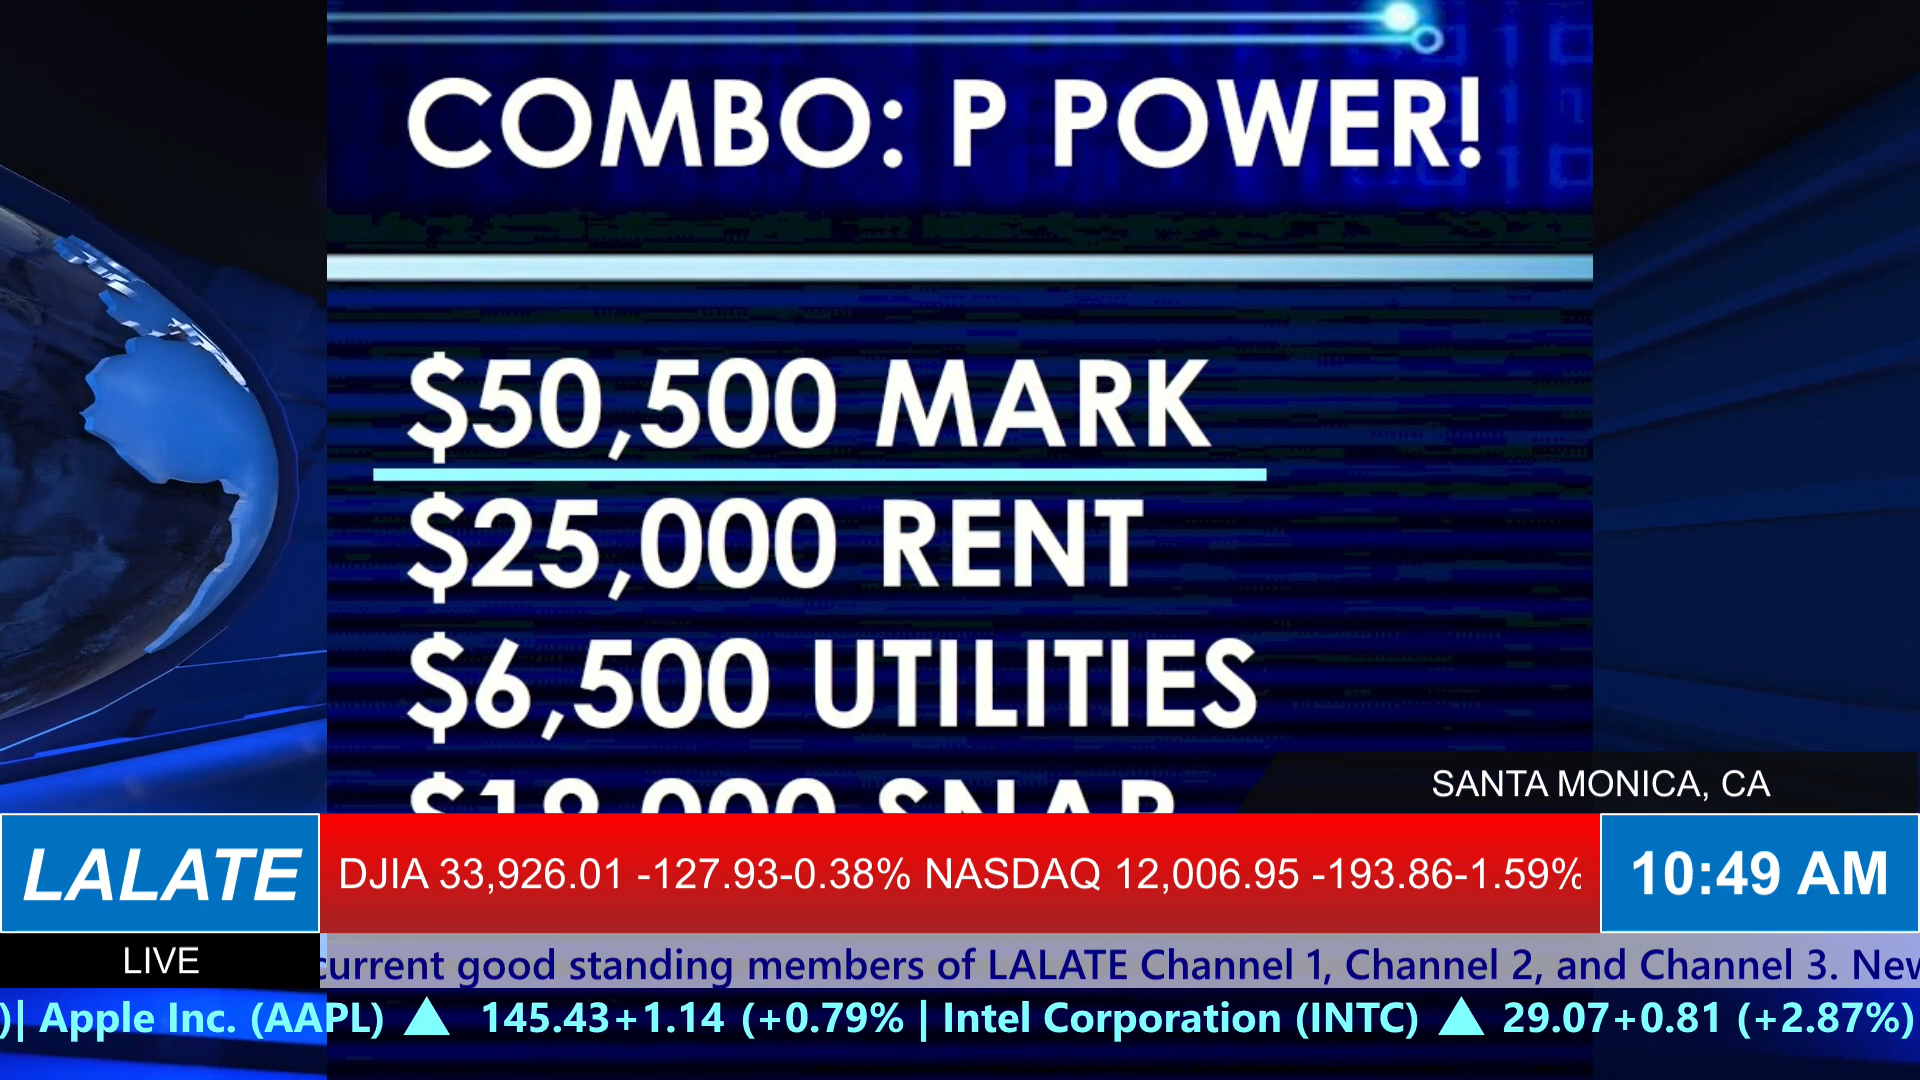 COMBO: P POWER!
$50,500 MARK
$25,000 RENT
$6,500 UTILITIES
SANTA MONICA, CA
LALATE
DJIA 33,926.01 -127.93-0.38% NASDAQ 12,006.95 -193.86-1.59%
10:49 AM
LIVE
current good standing members of LALATE Channel 1, Channel 2, and Channel 3. New
)| Apple Inc. (AAPL) ▲ 145.43+1.14 (+0.79% | Intel Corporation (INTC) ▲ 29.07+0.81 (+2.87%)